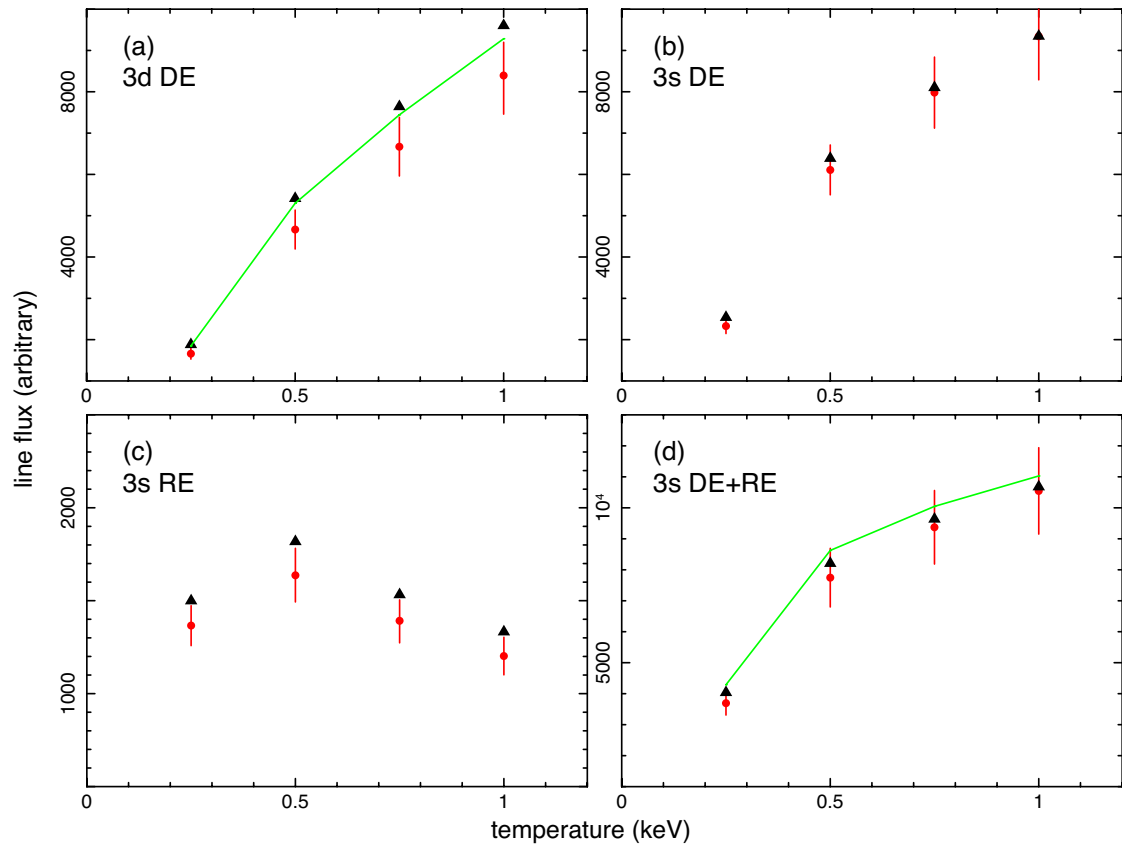 (a)
3d DE
(b)
3s DE
8000
4000
8000
4000
0
0.5
1
0
0.5
1
line flux (arbitrary)
(c)
3s RE
(d)
3s DE+RE
2000
1000
10⁴
5000
0
0.5
1
0
0.5
1
temperature (keV)